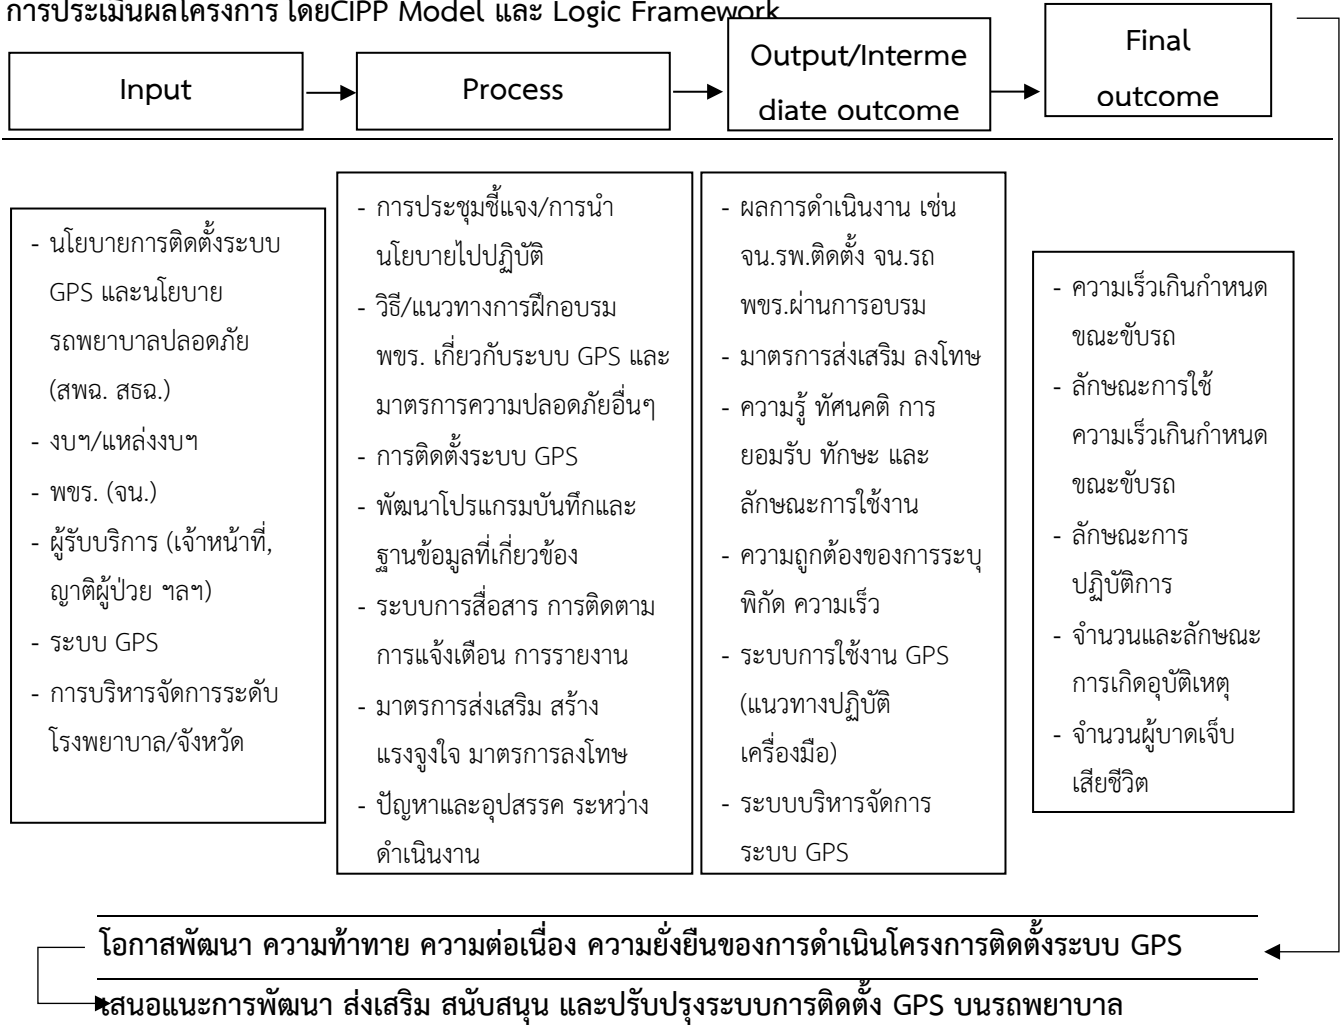 การประเมินผลโครงการ โดยCIPP Model และ Logic Framework
Input
Process
Output/Interme
diate outcome
Final
outcome
- นโยบายการติดตั้งระบบ
GPS และนโยบาย
รถพยาบาลปลอดภัย
(สพฉ. สธฉ.)
- งบฯ/แหล่งงบฯ
- พขร. (จน.)
- ผู้รับบริการ (เจ้าหน้าที่,
ญาติผู้ป่วย ฯลฯ)
- ระบบ GPS
- การบริหารจัดการระดับ
โรงพยาบาล/จังหวัด
- การประชุมชี้แจง/การนำ
นโยบายไปปฏิบัติ
- วิธี/แนวทางการฝึกอบรม
พขร. เกี่ยวกับระบบ GPS และ
มาตรการความปลอดภัยอื่นๆ
- การติดตั้งระบบ GPS
- พัฒนาโปรแกรมบันทึกและ
ฐานข้อมูลที่เกี่ยวข้อง
- ระบบการสื่อสาร การติดตาม
การแจ้งเตือน การรายงาน
- มาตรการส่งเสริม สร้าง
แรงจูงใจ มาตรการลงโทษ
- ปัญหาและอุปสรรค ระหว่าง
ดำเนินงาน
- ผลการดำเนินงาน เช่น
จน.รพ.ติดตั้ง จน.รถ
พขร.ผ่านการอบรม
- มาตรการส่งเสริม ลงโทษ
- ความรู้ ทัศนคติ การ
ยอมรับ ทักษะ และ
ลักษณะการใช้งาน
- ความถูกต้องของการระบุ
พิกัด ความเร็ว
- ระบบการใช้งาน GPS
(แนวทางปฏิบัติ
เครื่องมือ)
- ระบบบริหารจัดการ
ระบบ GPS
- ความเร็วเกินกำหนด
ขณะขับรถ
- ลักษณะการใช้
ความเร็วเกินกำหนด
ขณะขับรถ
- ลักษณะการ
ปฏิบัติการ
- จำนวนและลักษณะ
การเกิดอุบัติเหตุ
- จำนวนผู้บาดเจ็บ
เสียชีวิต
โอกาสพัฒนา ความท้าทาย ความต่อเนื่อง ความยั่งยืนของการดำเนินโครงการติดตั้งระบบ GPS
เสนอแนะการพัฒนา ส่งเสริม สนับสนุน และปรับปรุงระบบการติดตั้ง GPS บนรถพยาบาล